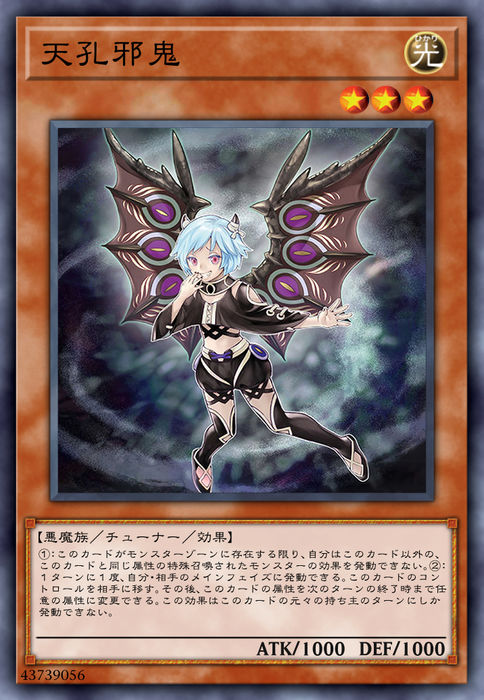 天孔邪鬼
ひかり
光
【悪魔族／チューナー／効果】
①：このカードがモンスターゾーンに存在する限り、自分はこのカード以外の、
このカードと同じ属性の特殊召喚されたモンスターの効果を発動できない。②：
１ターンに１度、自分・相手のメインフェイズに発動できる。このカードのコン
トロールを相手に移す。その後、このカードの属性を次のターンの終了時まで任
意の属性に変更できる。この効果はこのカードの元々の持ち主のターンにしか
発動できない。
ATK/1000 DEF/1000
43739056